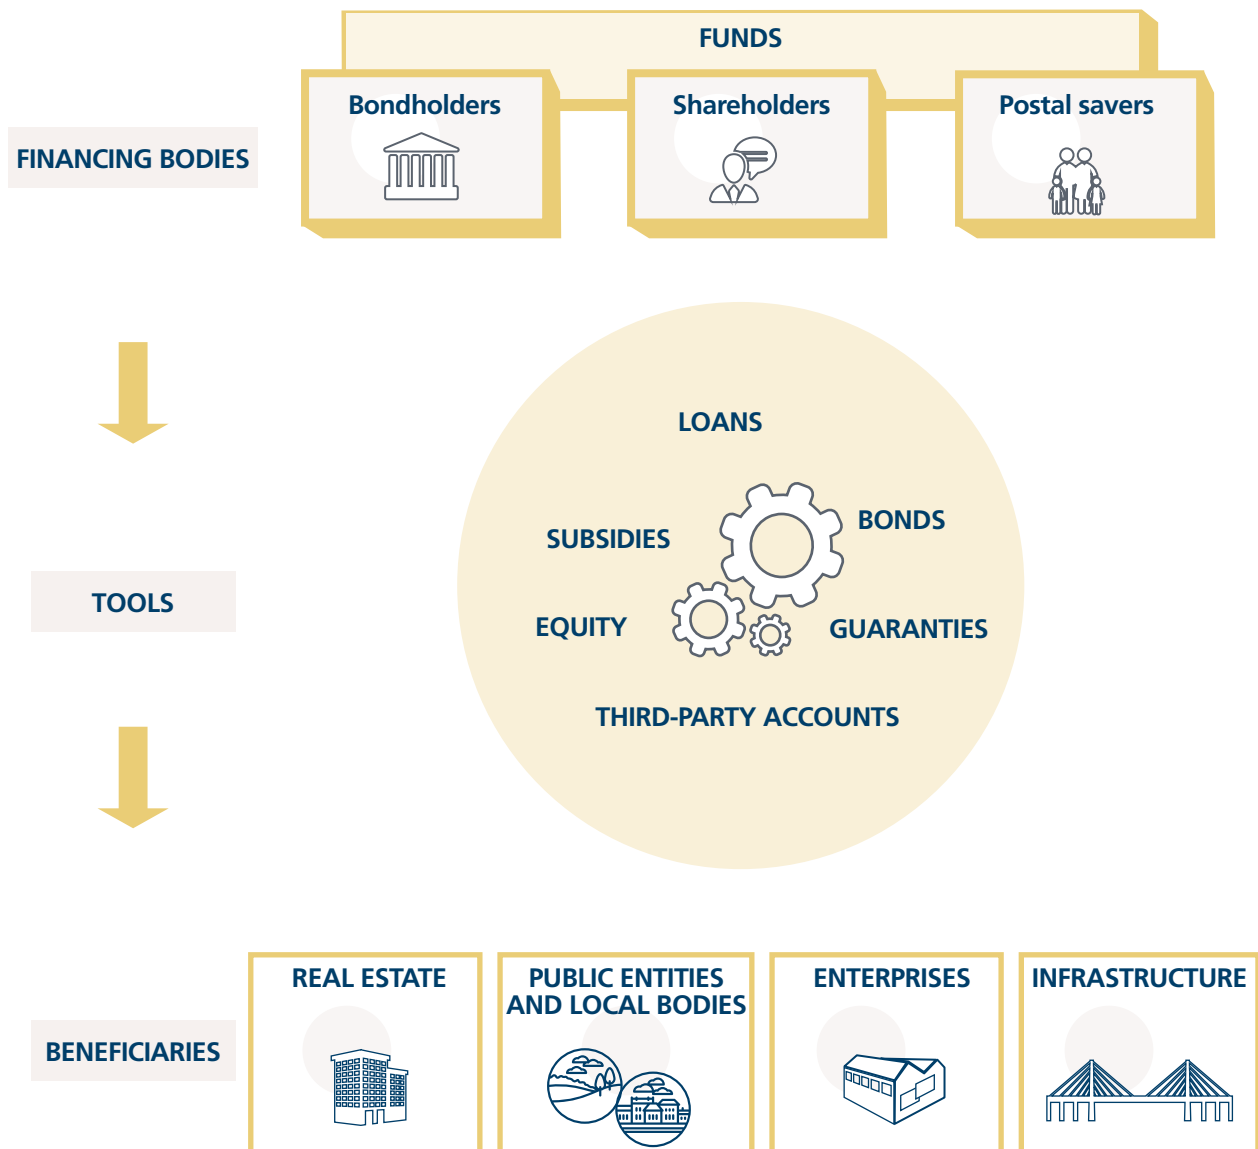 FUNDS
Bondholders
Shareholders
Postal savers
FINANCING BODIES
LOANS
BONDS
SUBSIDIES
TOOLS
EQUITY
GUARANTIES
THIRD-PARTY ACCOUNTS
REAL ESTATE
PUBLIC ENTITIES
AND LOCAL BODIES
ENTERPRISES
INFRASTRUCTURE
BENEFICIARIES